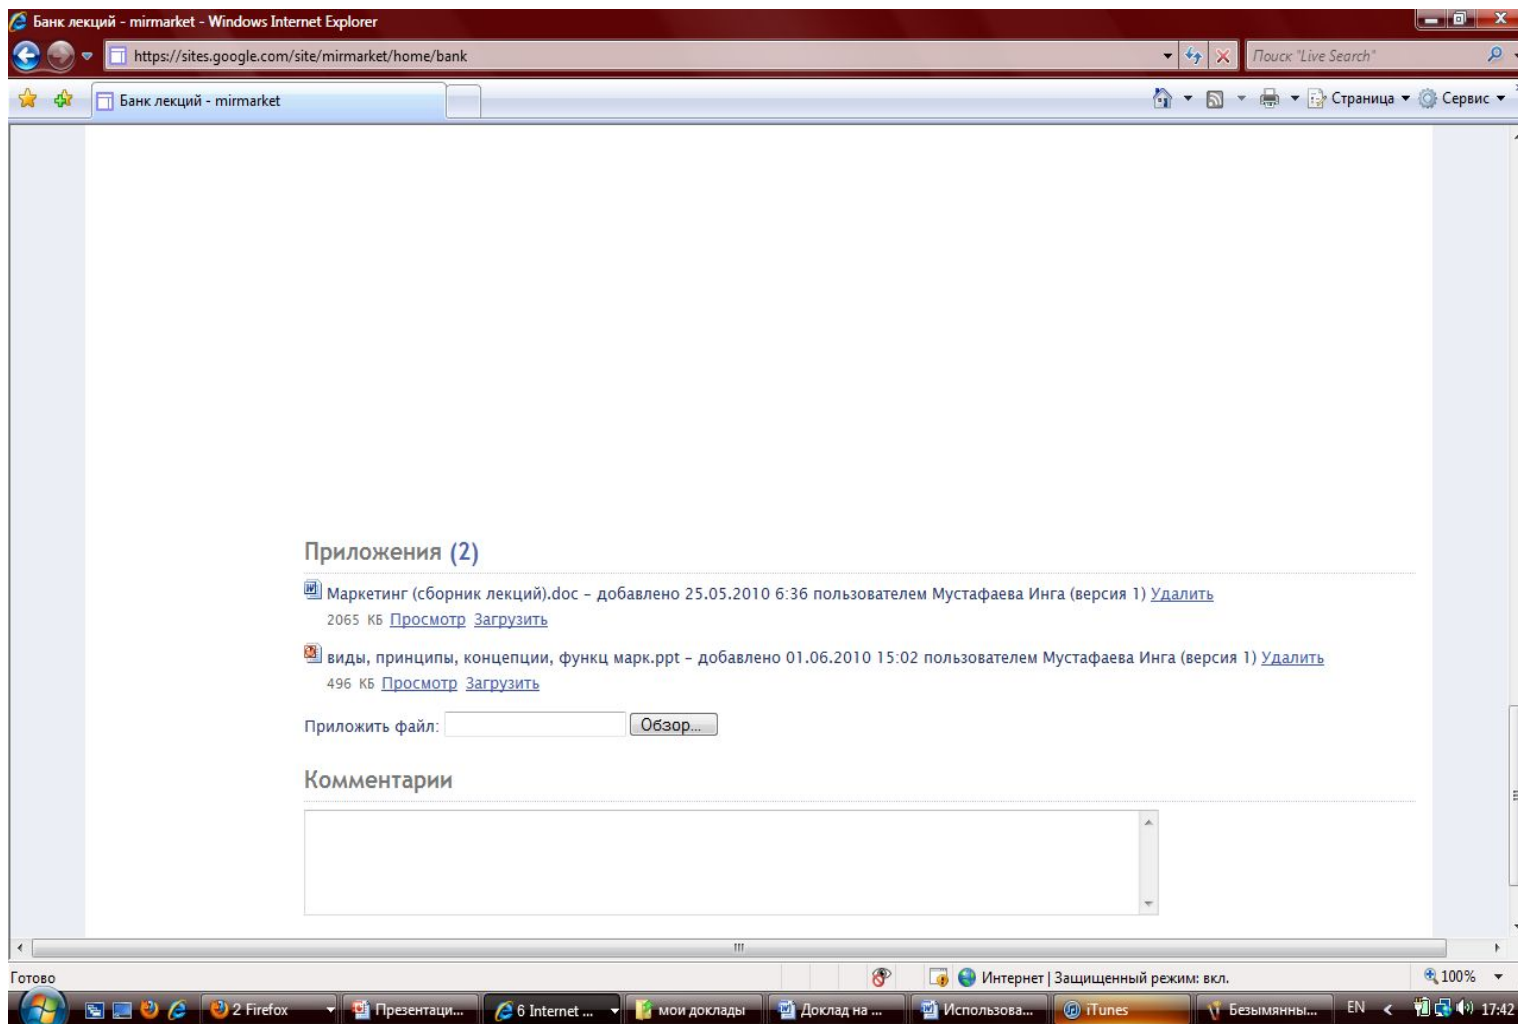 Банк лекций - mirmarket - Windows Internet Explorer
https://sites.google.com/site/mirmarket/home/bank
Поиск "Live Search"
Банк лекций - mirmarket
Страница
Сервис
Приложения (2)
Маркетинг (сборник лекций).doc – добавлено 25.05.2010 6:36 пользователем Мустафаева Инга (версия 1) Удалить
2065 КБ Просмотр Загрузить
виды, принципы, концепции, функц марк.ppt – добавлено 01.06.2010 15:02 пользователем Мустафаева Инга (версия 1) Удалить
496 КБ Просмотр Загрузить
Приложить файл: Обзор...
Комментарии
Готово
Интернет | Защищенный режим: вкл.
100%
2 Firefox
Презентаци...
6 Internet ...
мои доклады
Доклад на ...
Использова...
iTunes
Безымянны...
EN
17:42